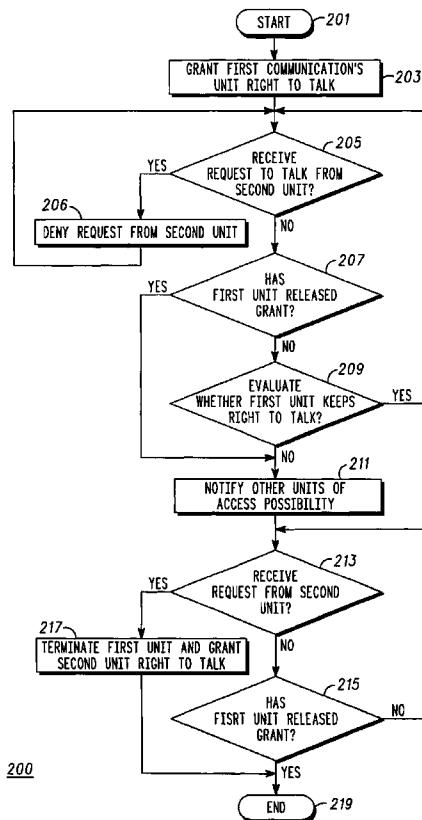 START
201
GRANT FIRST COMMUNICATION'S
UNIT RIGHT TO TALK
203
205
RECEIVE
REQUEST TO TALK FROM
SECOND UNIT?
YES
206
DENY REQUEST FROM SECOND UNIT
NO
207
HAS
FIRST UNIT RELEASED
GRANT?
YES
NO
209
EVALUATE
WHETHER FIRST UNIT KEEPS
RIGHT TO TALK?
YES
NO
211
NOTIFY OTHER UNITS OF
ACCESS POSSIBILITY
213
RECEIVE
REQUEST FROM SECOND
UNIT?
YES
217
TERMINATE FIRST UNIT AND GRANT
SECOND UNIT RIGHT TO TALK
NO
215
HAS
FISRT UNIT RELEASED
GRANT?
NO
YES
200
END
219